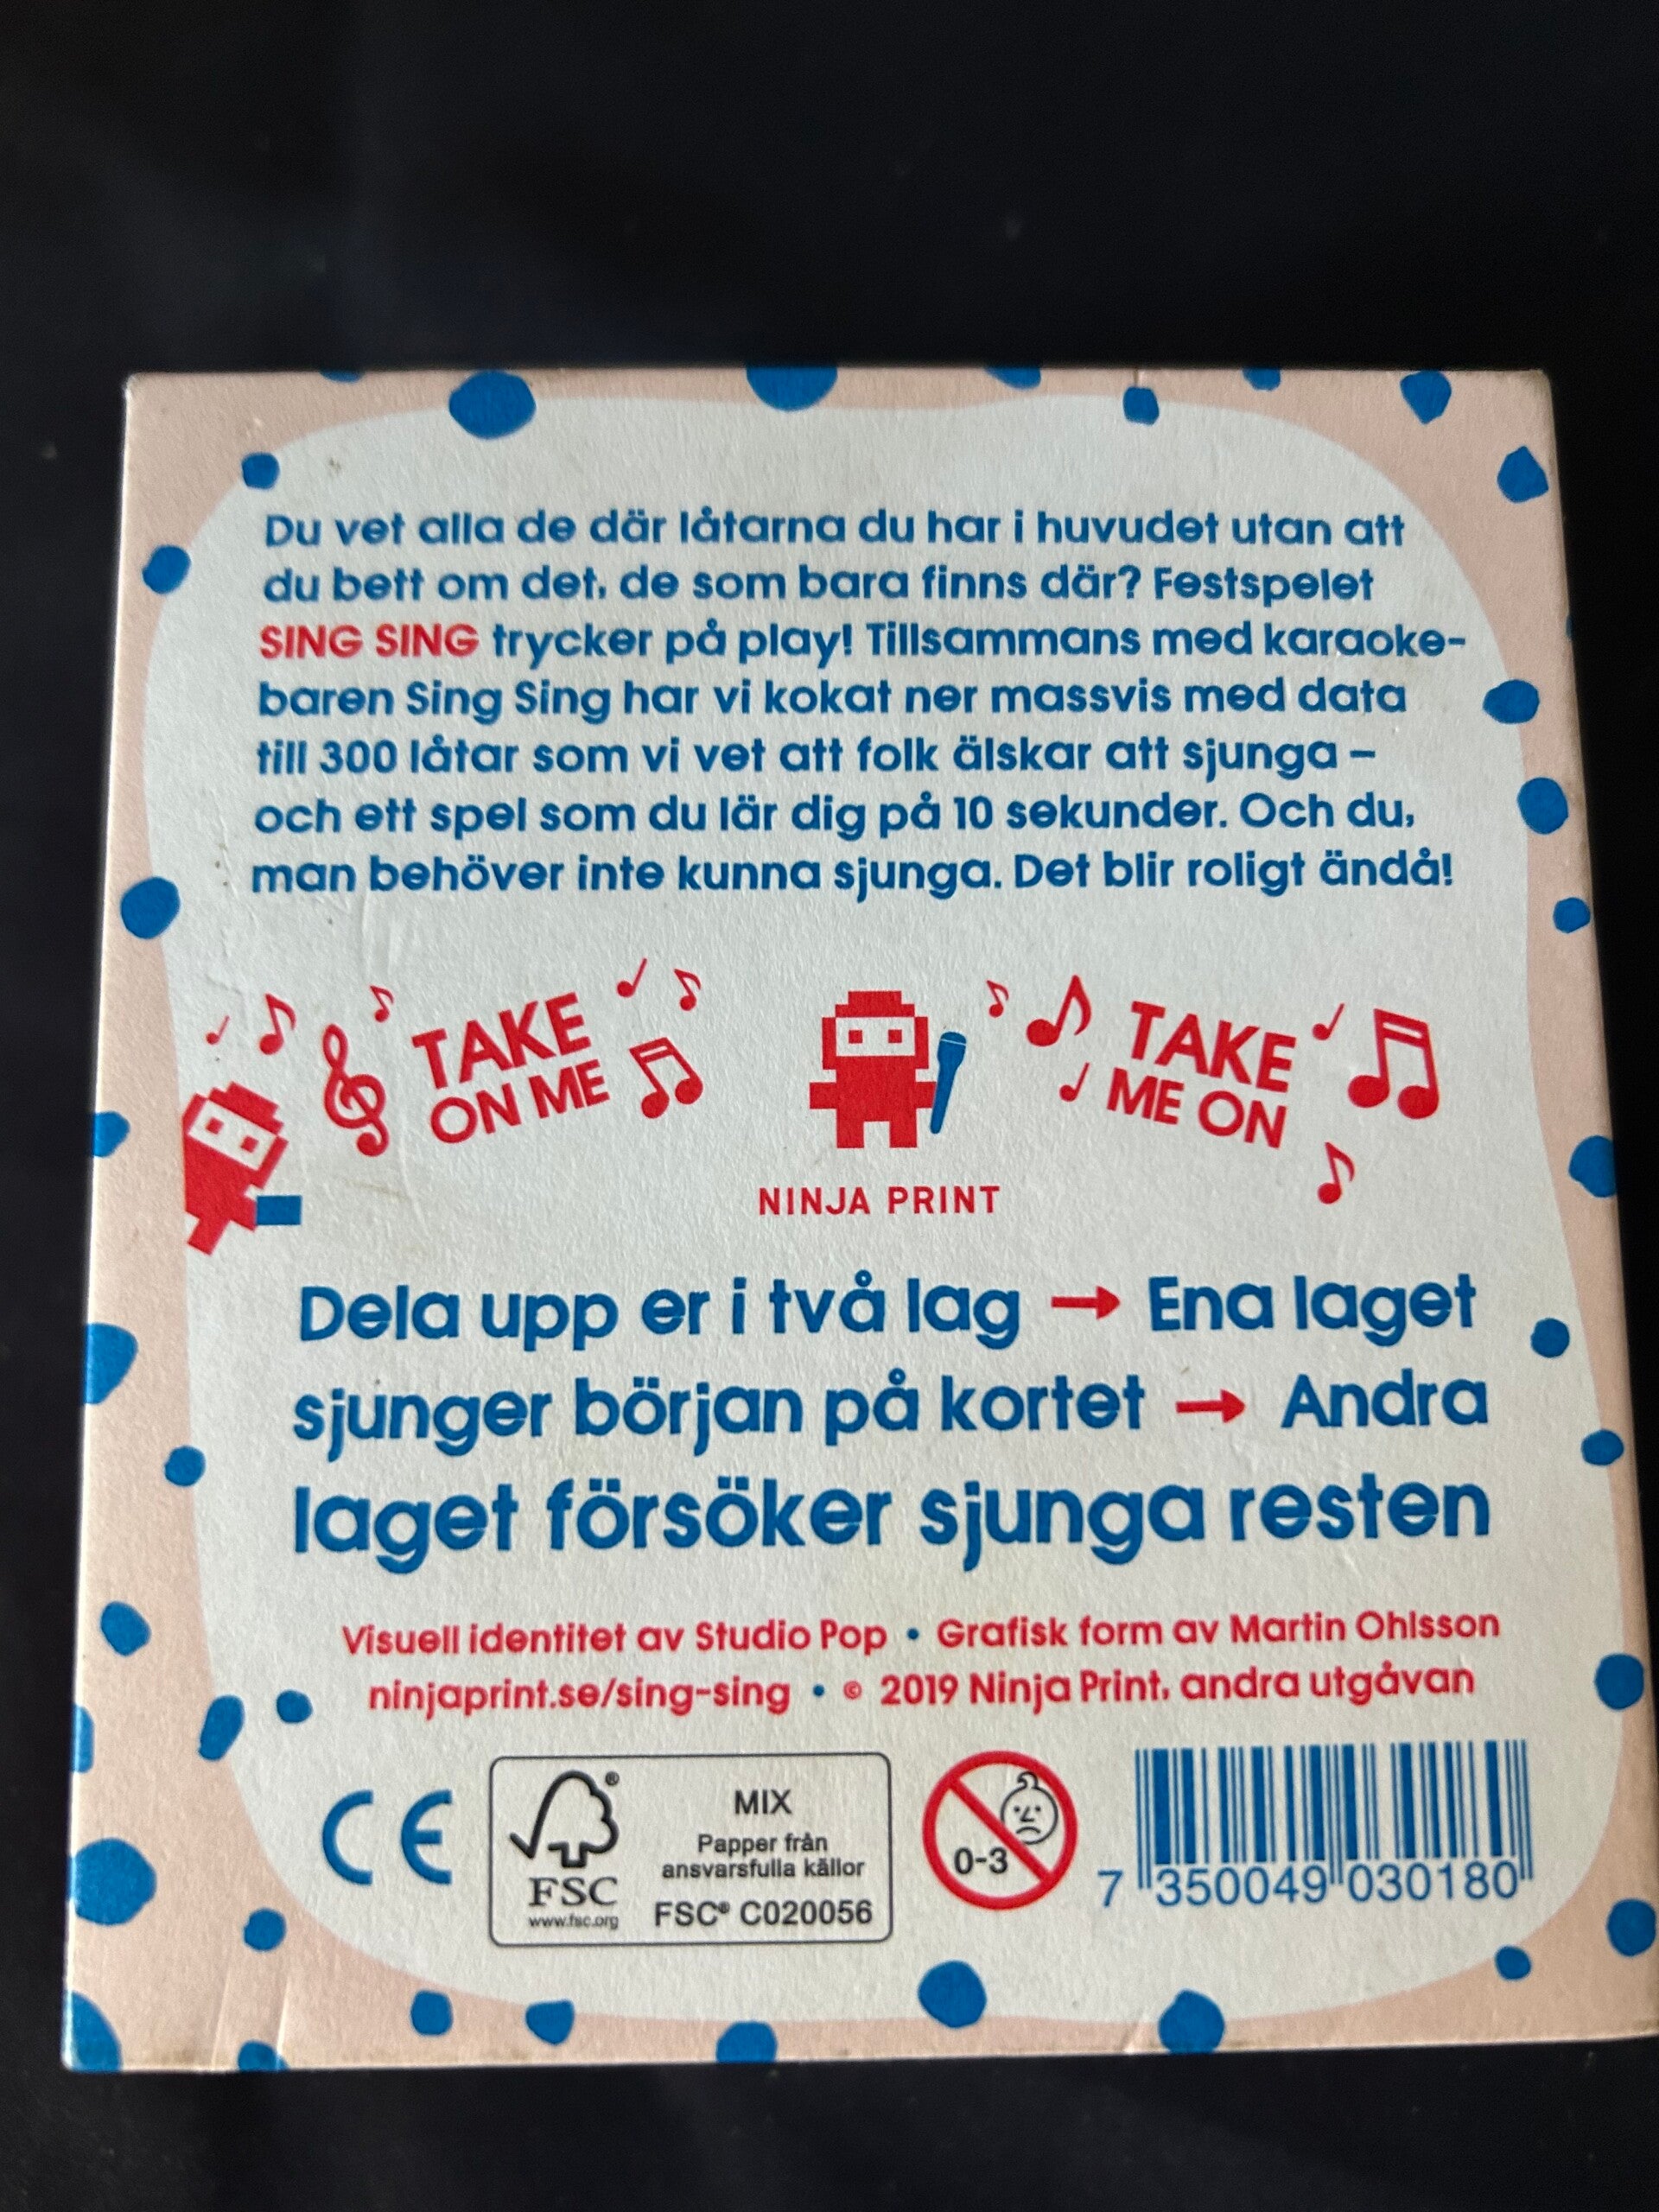 Du vet alla de där låtarna du har i huvudet utan att
du bett om det, de som bara finns där? Festspelet
SING SING trycker på play! Tillsammans med karaoke-
baren Sing Sing har vi kokat ner massvis med data
till 300 låtar som vi vet att folk älskar att sjunga –
och ett spel som du lär dig på 10 sekunder. Och du,
man behöver inte kunna sjunga. Det blir roligt ändå!
TAKE
ON ME
TAKE
ME ON
NINJA PRINT
Dela upp er i två lag → Ena laget
sjunger början på kortet → Andra
laget försöker sjunga resten
Visuell identitet av Studio Pop • Grafisk form av Martin Ohlsson
ninjaprint.se/sing-sing • © 2019 Ninja Print, andra utgåvan
CE
FSC
®
www.fsc.org
MIX
Papper från
ansvarsfulla källor
FSC® C020056
0-3
7 350049 030180